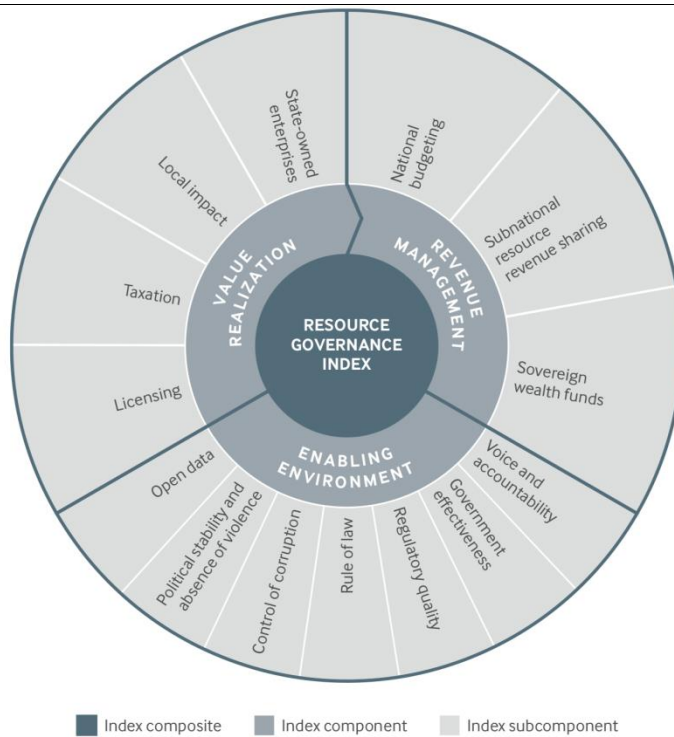 RESOURCE
GOVERNANCE
INDEX
VALUE
REALIZATION
REVENUE
MANAGEMENT
ENABLING
ENVIRONMENT
State-owned
enterprises
Local impact
Taxation
Licensing
National
budgeting
Subnational
resource
revenue sharing
Sovereign
wealth funds
Open data
Political stability and
absence of violence
Control of corruption
Rule of law
Regulatory quality
Government
effectiveness
Voice and
accountability
Index composite
Index component
Index subcomponent